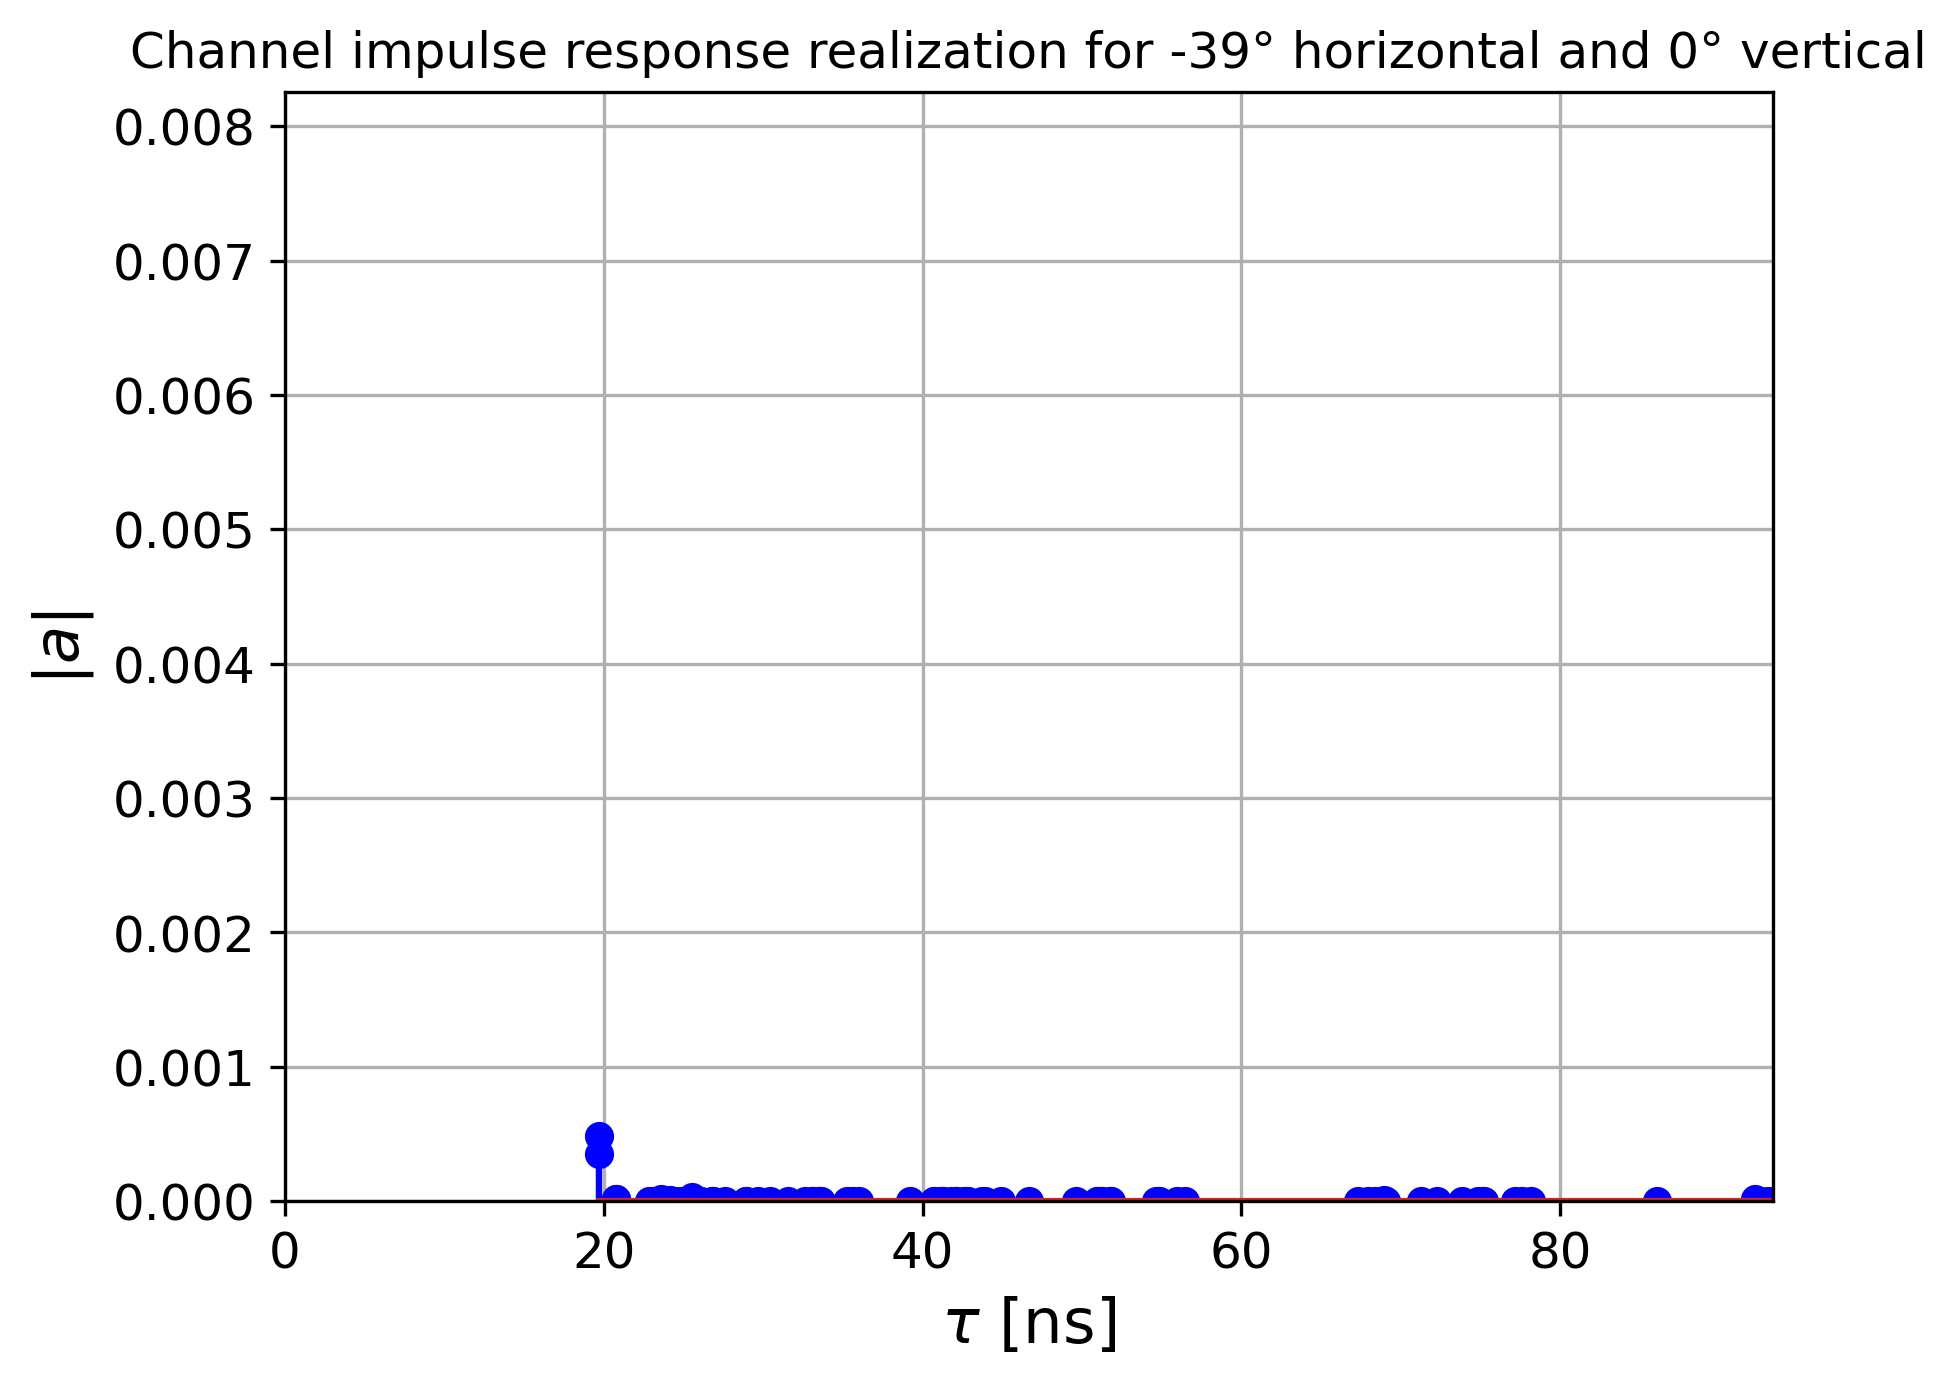 Channel impulse response realization for -39° horizontal and 0° vertical
0.008
0.007
0.006
0.005
0.004
0.003
0.002
0.001
0.000
|a|
0 20 40 60 80
τ [ns]